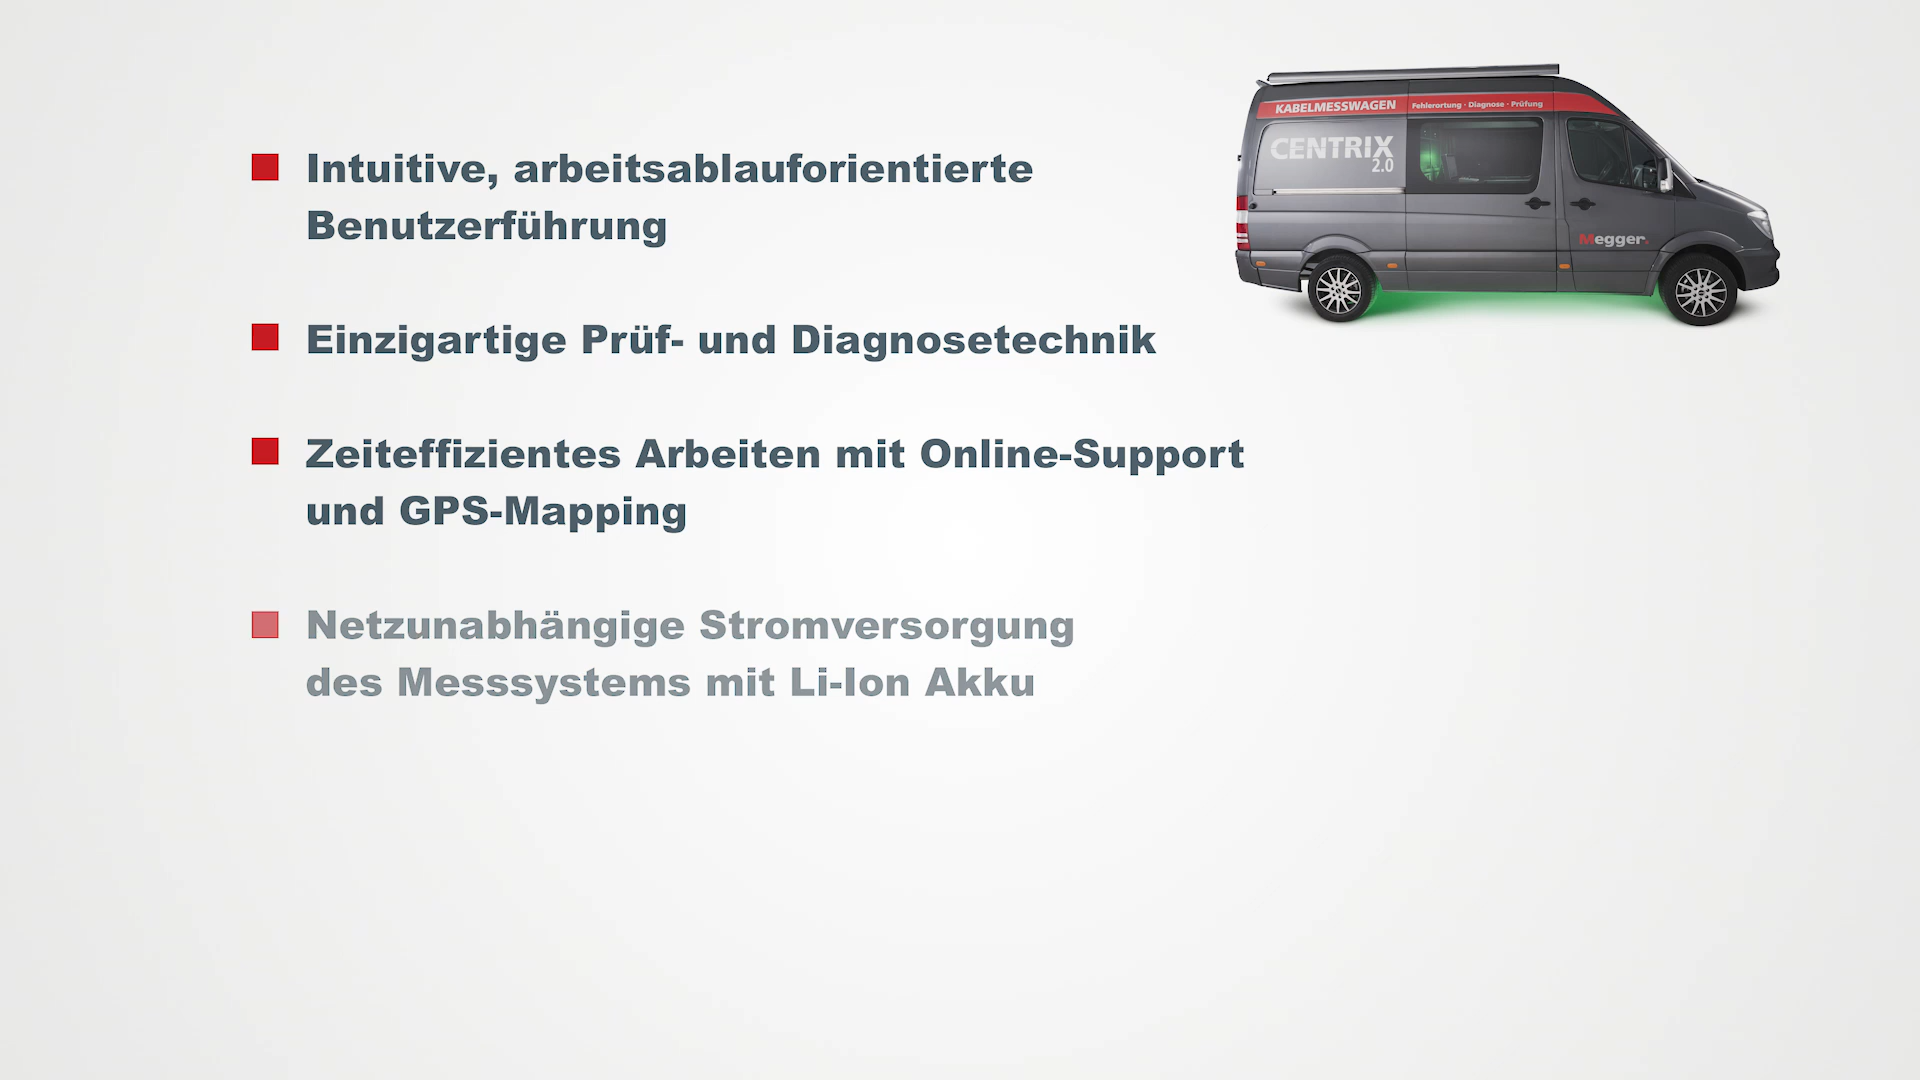 Intuitive, arbeitsablauforientierte
Benutzerführung
Einzigartige Prüf- und Diagnosetechnik
Zeiteffizientes Arbeiten mit Online-Support
und GPS-Mapping
Netzunabhängige Stromversorgung
des Messsystems mit Li-Ion Akku
KABELMESSWAGEN Fehlerortung · Diagnose · Prüfung
CENTRIX
2.0
Megger.